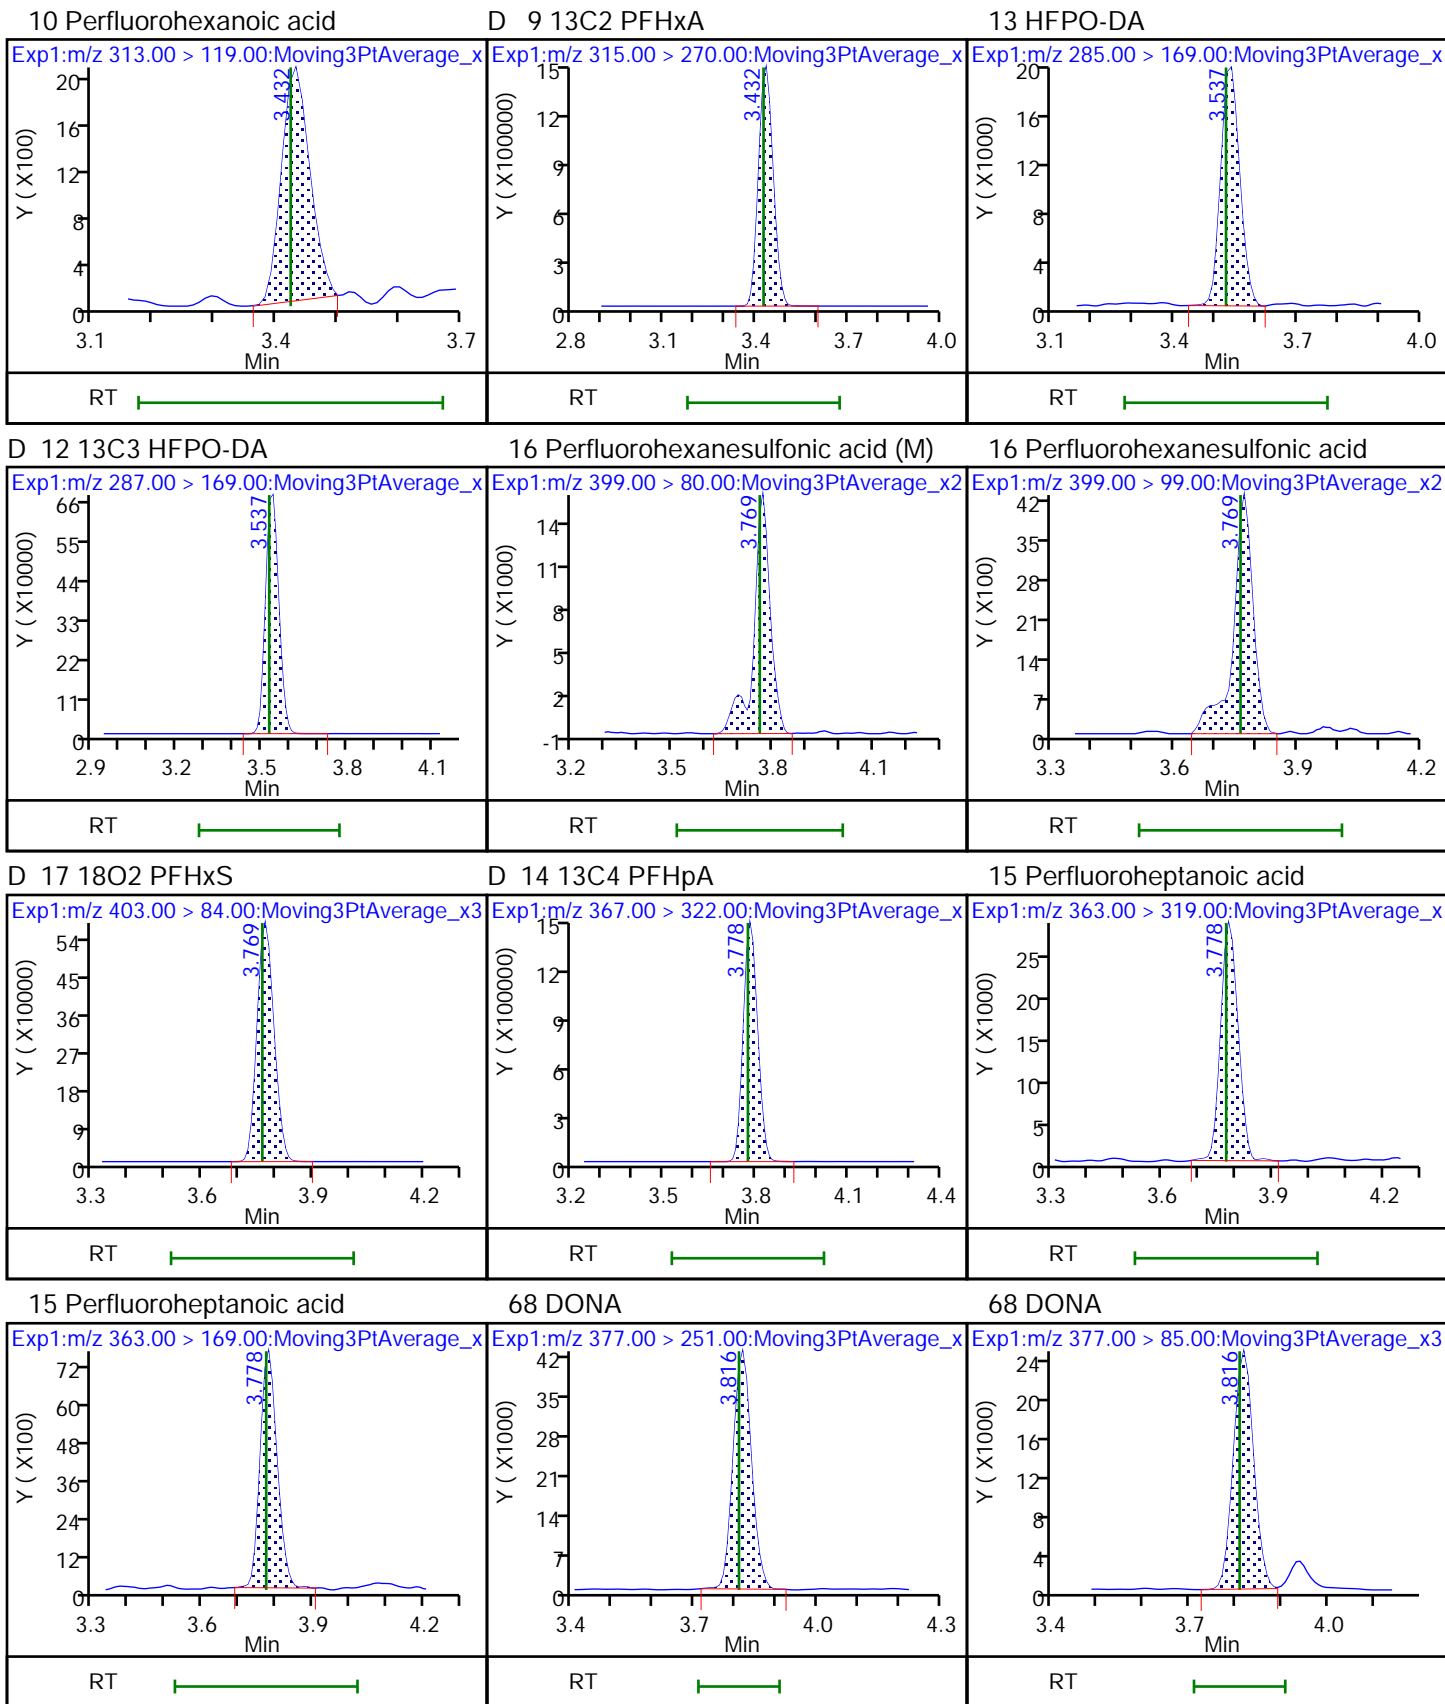 10 Perfluorohexanoic acid
Exp1:m/z 313.00 > 119.00:Moving3PtAverage_x
3.432
Y ( X100)
20
16
12
8
4
0
3.1 3.4 3.7
Min
RT
D 9 13C2 PFHxA
Exp1:m/z 315.00 > 270.00:Moving3PtAverage_x
3.432
Y ( X100000)
15
12
9
6
3
0
2.8 3.1 3.4 3.7 4.0
Min
RT
13 HFPO-DA
Exp1:m/z 285.00 > 169.00:Moving3PtAverage_x
3.537
Y ( X1000)
20
16
12
8
4
0
3.1 3.4 3.7 4.0
Min
RT
D 12 13C3 HFPO-DA
Exp1:m/z 287.00 > 169.00:Moving3PtAverage_x
3.537
Y ( X10000)
66
55
44
33
22
11
0
2.9 3.2 3.5 3.8 4.1
Min
RT
16 Perfluorohexanesulfonic acid (M)
Exp1:m/z 399.00 > 80.00:Moving3PtAverage_x2
3.769
Y ( X1000)
14
11
8
5
2
-1
3.2 3.5 3.8 4.1
Min
RT
16 Perfluorohexanesulfonic acid
Exp1:m/z 399.00 > 99.00:Moving3PtAverage_x2
3.769
Y ( X100)
42
35
28
21
14
7
0
3.3 3.6 3.9 4.2
Min
RT
D 17 18O2 PFHxS
Exp1:m/z 403.00 > 84.00:Moving3PtAverage_x3
3.769
Y ( X10000)
54
45
36
27
18
9
0
3.3 3.6 3.9 4.2
Min
RT
D 14 13C4 PFHpA
Exp1:m/z 367.00 > 322.00:Moving3PtAverage_x
3.778
Y ( X100000)
15
12
9
6
3
0
3.2 3.5 3.8 4.1 4.4
Min
RT
15 Perfluoroheptanoic acid
Exp1:m/z 363.00 > 319.00:Moving3PtAverage_x
3.778
Y ( X1000)
25
20
15
10
5
0
3.3 3.6 3.9 4.2
Min
RT
15 Perfluoroheptanoic acid
Exp1:m/z 363.00 > 169.00:Moving3PtAverage_x
3.778
Y ( X100)
72
60
48
36
24
12
0
3.3 3.6 3.9 4.2
Min
RT
68 DONA
Exp1:m/z 377.00 > 251.00:Moving3PtAverage_x
3.816
Y ( X1000)
42
35
28
21
14
7
0
3.4 3.7 4.0 4.3
Min
RT
68 DONA
Exp1:m/z 377.00 > 85.00:Moving3PtAverage_x3
3.816
Y ( X1000)
24
20
16
12
8
4
0
3.4 3.7 4.0
Min
RT